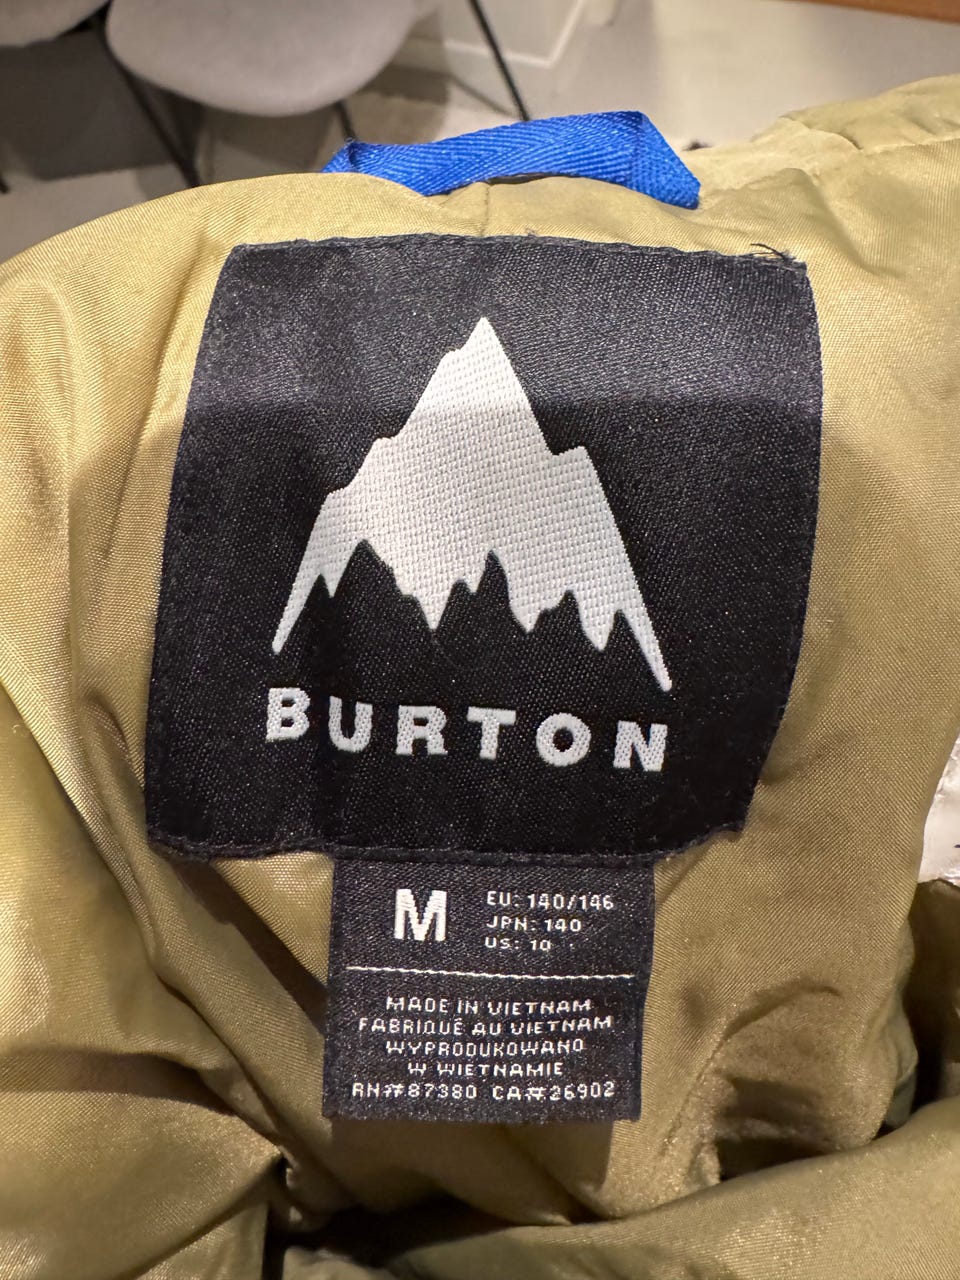 BURTON
M
EU: 140/146
JPN: 140
US: 10
MADE IN VIETNAM
FABRIQUÉ AU VIETNAM
WYPRODUKOWANO
W WIETNAMIE
RN#87380 CA#26902